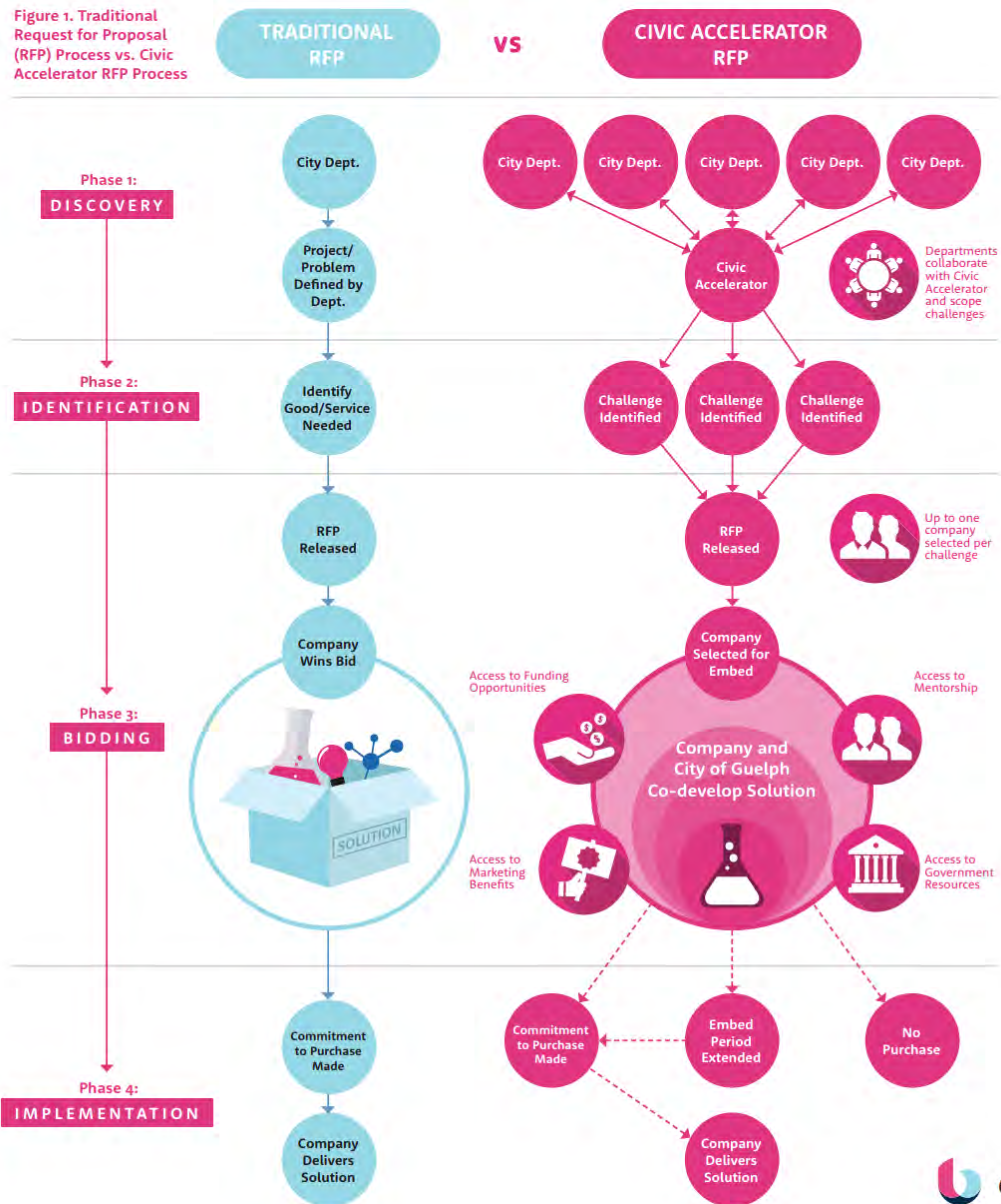 Figure 1. Traditional
Request for Proposal
(RFP) Process vs. Civic
Accelerator RFP Process
TRADITIONAL
RFP
VS
CIVIC ACCELERATOR
RFP
Phase 1:
DISCOVERY
City Dept.
City Dept.
City Dept.
City Dept.
City Dept.
City Dept.
Project/
Problem
Defined by
Dept.
Civic
Accelerator
Departments
collaborate
with Civic
Accelerator
and scope
challenges
Phase 2:
IDENTIFICATION
Identify
Good/Service
Needed
Challenge
Identified
Challenge
Identified
Challenge
Identified
RFP
Released
RFP
Released
Up to one
company
selected per
challenge
Company
Wins Bid
Company
Selected for
Embed
Phase 3:
BIDDING
SOLUTION
Access to Funding
Opportunities
Access to
Mentorship
Company and
City of Guelph
Co-develop Solution
Access to
Marketing
Benefits
Access to
Government
Resources
Phase 4:
IMPLEMENTATION
Commitment
to Purchase
Made
Commitment
to Purchase
Made
Embed
Period
Extended
No
Purchase
Company
Delivers
Solution
Company
Delivers
Solution